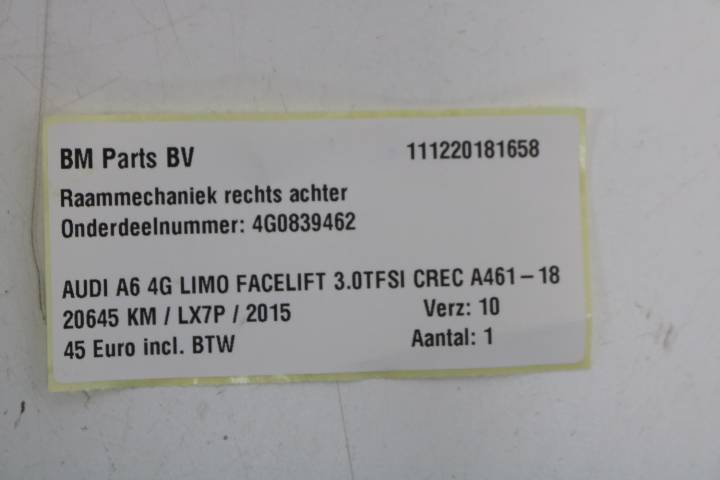 BM Parts BV 111220181658
Raammechaniek rechts achter
Onderdeelnummer: 4G0839462
AUDI A6 4G LIMO FACELIFT 3.0TFSI CREC A461-18
20645 KM / LX7P / 2015 Verz: 10
45 Euro incl. BTW Aantal: 1